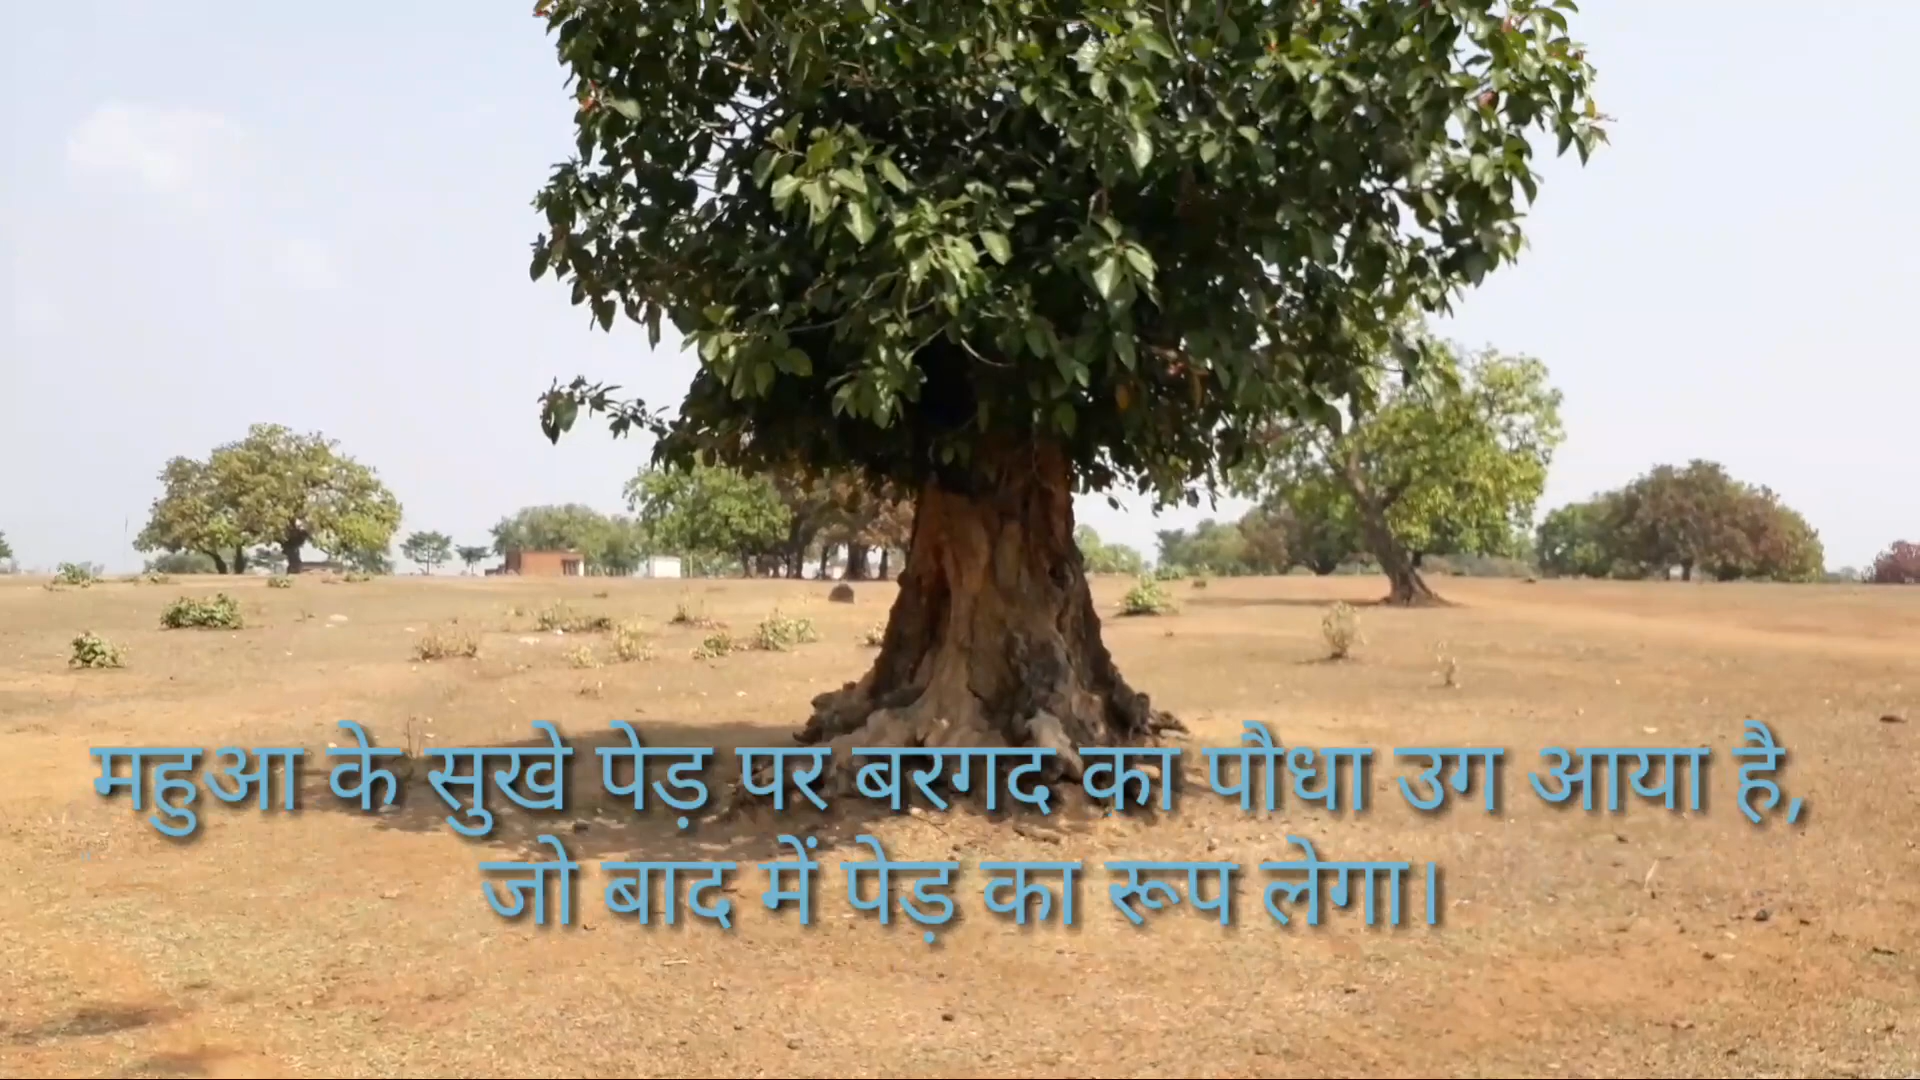 महुआ के सुखे पेड़ पर बरगद का पौधा उग आया है,
जो बाद में पेड़ का रूप लेगा।